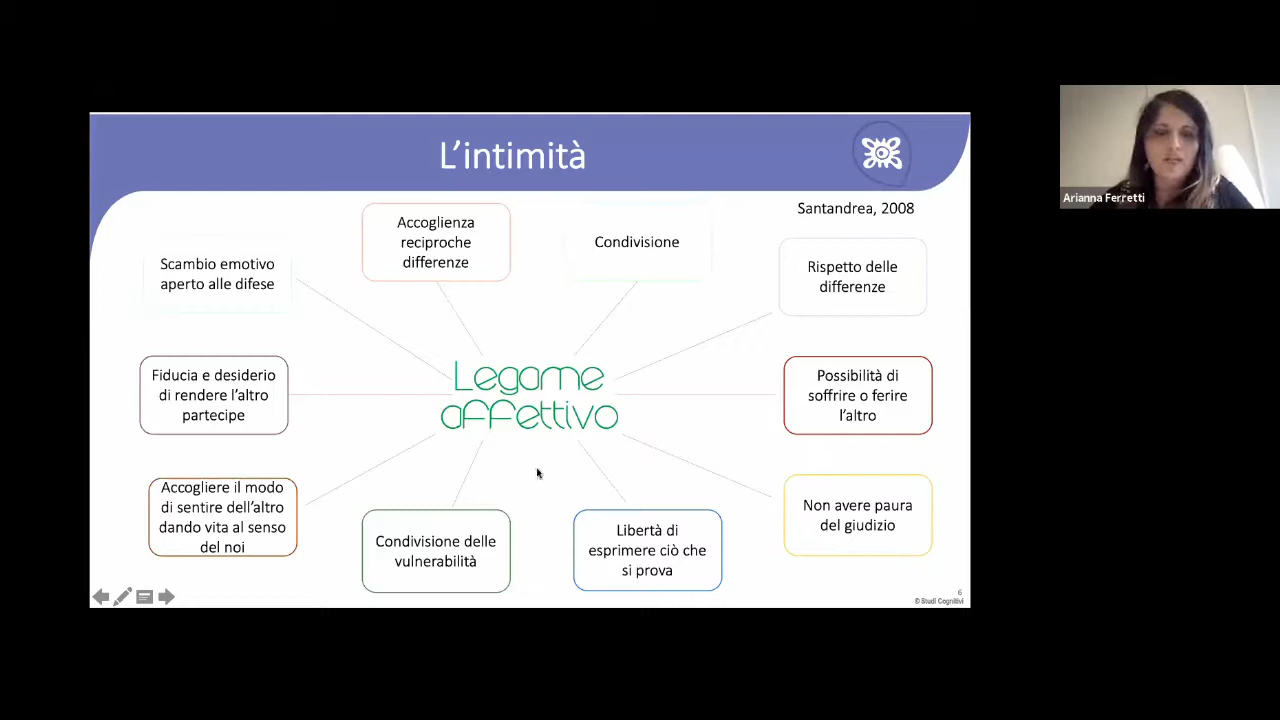 L'intimità
Santandrea, 2008
Accoglienza
reciproche
differenze
Condivisione
Scambio emotivo
aperto alle difese
Rispetto delle
differenze
Legame
affettivo
Fiducia e desiderio
di rendere l'altro
partecipe
Possibilità di
soffrire o ferire
l'altro
Accogliere il modo
di sentire dell'altro
dando vita al senso
del noi
Condivisione delle
vulnerabilità
Libertà di
esprimere ciò che
si prova
Non avere paura
del giudizio
6
© Studi Cognitivi
Arianna Ferretti